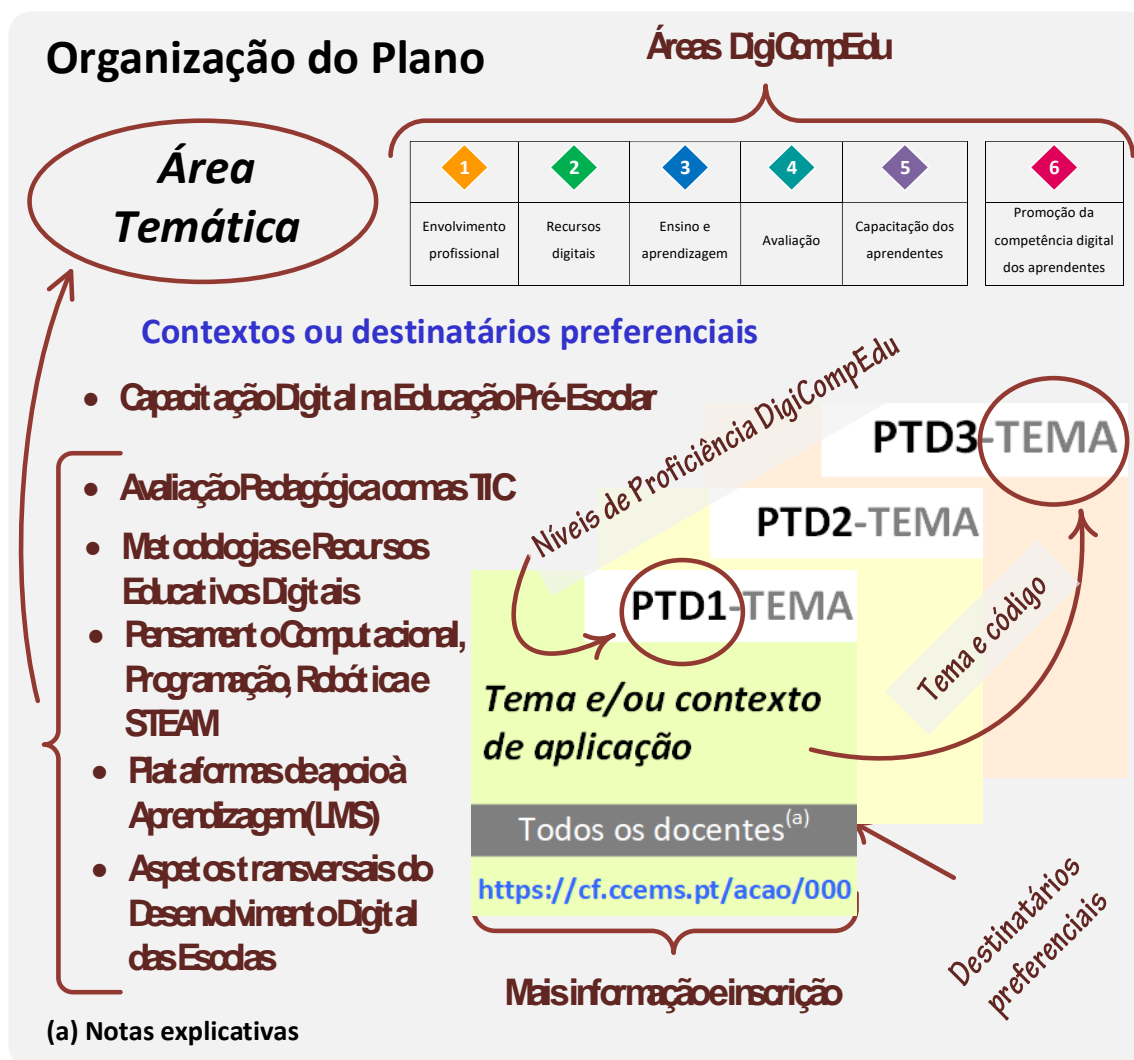 Organização do Plano
Áreas DigiCompEdu
Área
Temática
1
2
3
4
5
6
Envolvimento
profissional
Recursos
digitais
Ensino e
aprendizagem
Avaliação
Capacitação dos
aprendentes
Promoção da
competência digital
dos aprendentes
Contextos ou destinatários preferenciais
• Capacitação Digital na Educação Pré-Escolar
• Avaliação Pedagógica com as TIC
• Metodologias e Recursos
Educativos Digitais
• Pensamento Computacional,
Programação, Robótica e
STEAM
• Plataformas de apoio à
Aprendizagem (LMS)
• Aspetos transversais do
Desenvolvimento Digital
das Escolas
Níveis de Proficiência DigiCompEdu
PTD3-TEMA
PTD2-TEMA
PTD1-TEMA
Tema e código
Tema e/ou contexto
de aplicação
Todos os docentes(a)
https://cf.ccems.pt/acao/000
Destinatários
preferenciais
Mais informação e inscrição
(a) Notas explicativas